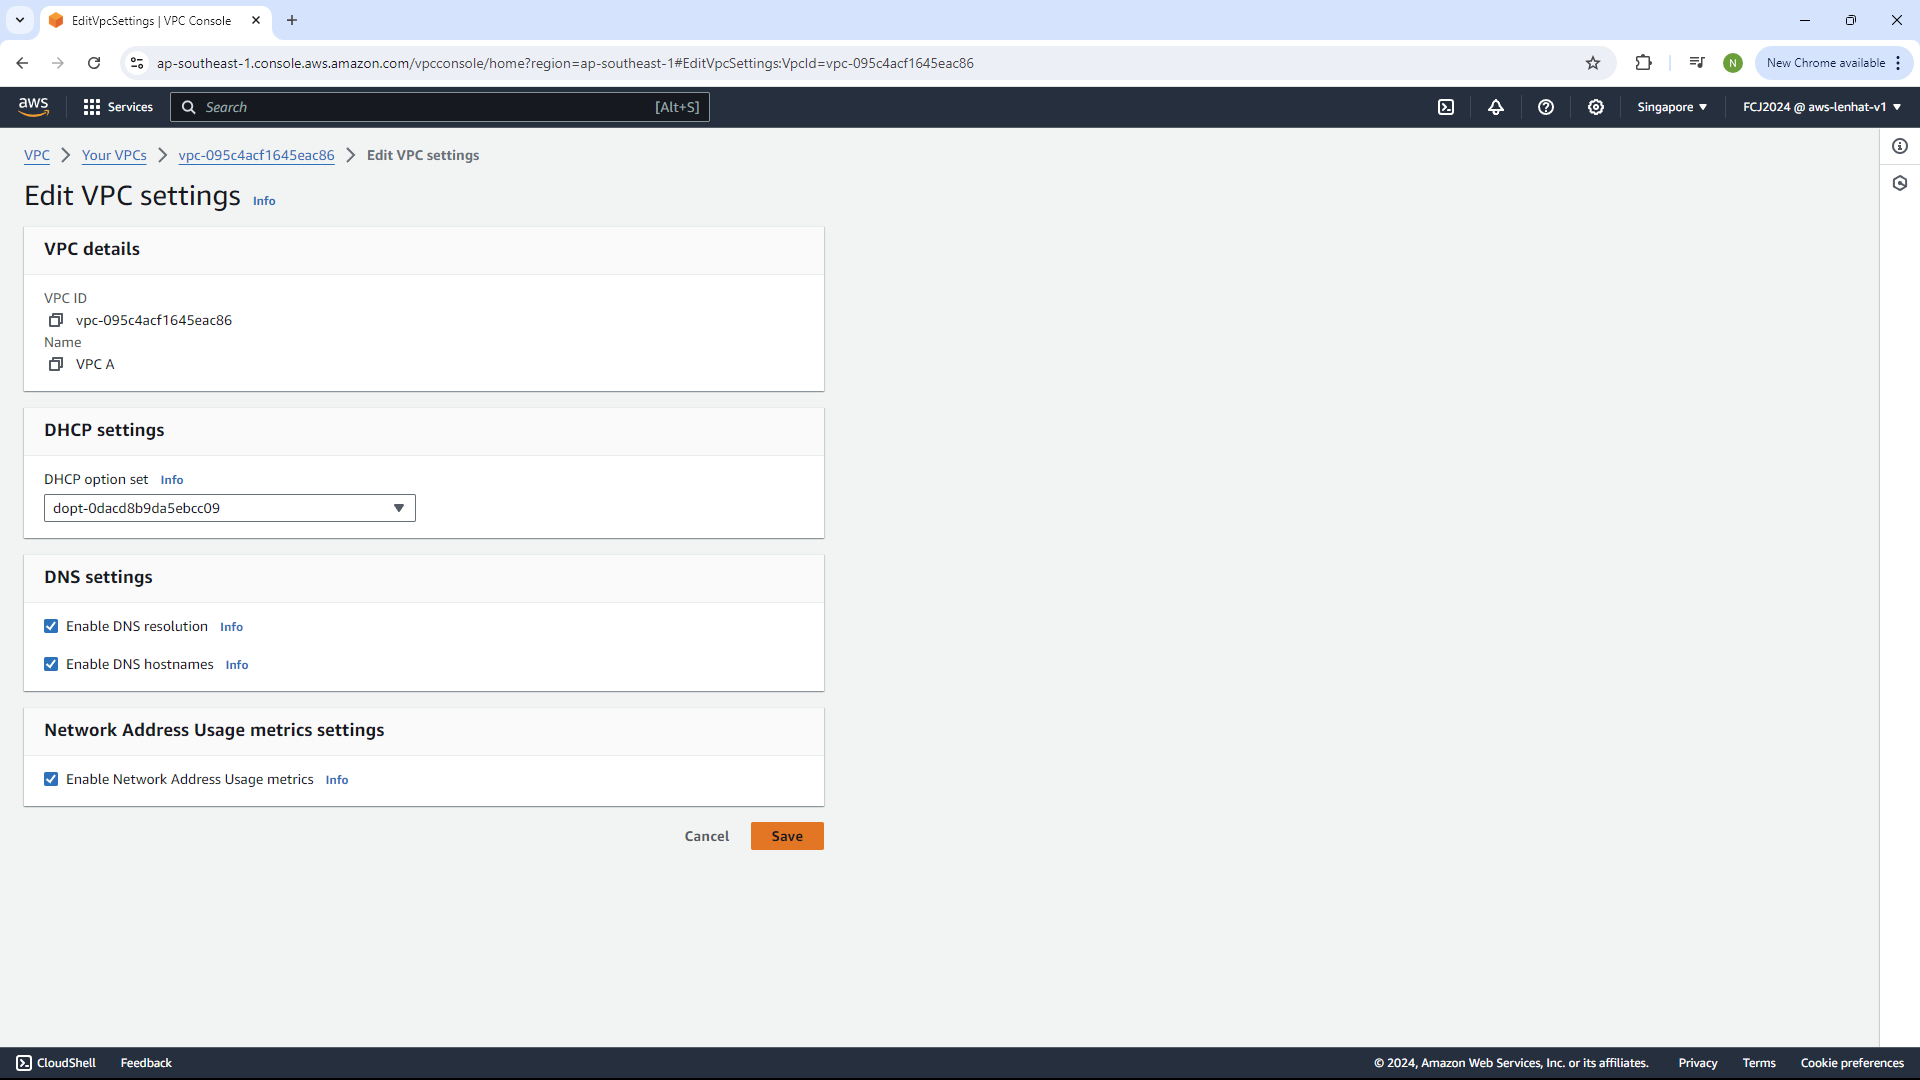 EditVpcSettings | VPC Console
ap-southeast-1.console.aws.amazon.com/vpcconsole/home?region=ap-southeast-1#EditVpcSettings:VpcId=vpc-095c4acf1645eac86
N
New Chrome available
aws
Services
Search
[Alt+S]
Singapore
FCJ2024 @ aws-lenhat-v1
VPC
Your VPCs
vpc-095c4acf1645eac86
Edit VPC settings
Edit VPC settings Info
VPC details
VPC ID
vpc-095c4acf1645eac86
Name
VPC A
DHCP settings
DHCP option set Info
dopt-0dacd8b9da5ebcc09
DNS settings
Enable DNS resolution Info
Enable DNS hostnames Info
Network Address Usage metrics settings
Enable Network Address Usage metrics Info
Cancel
Save
CloudShell
Feedback
© 2024, Amazon Web Services, Inc. or its affiliates.
Privacy
Terms
Cookie preferences